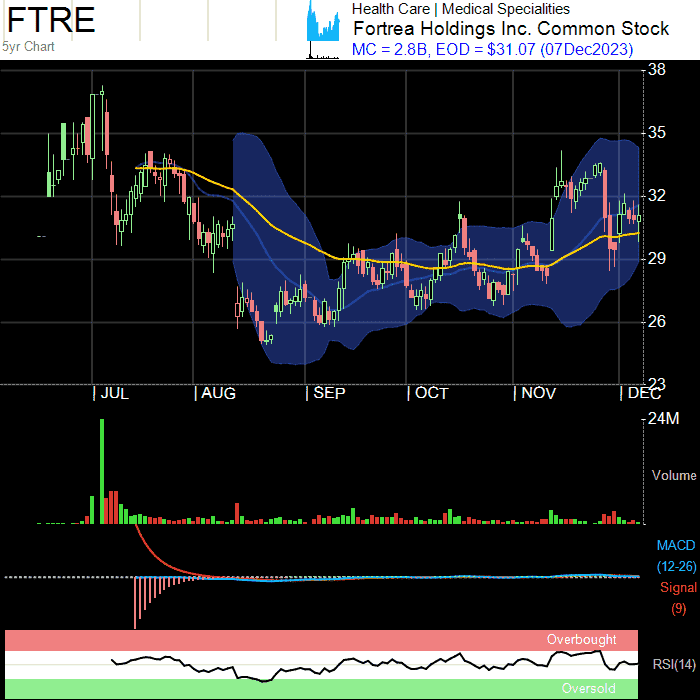 FTRE
5yr Chart
Health Care | Medical Specialities
Fortrea Holdings Inc. Common Stock
MC = 2.8B, EOD = $31.07 (07Dec2023)
38
35
32
29
26
23
JUL
AUG
SEP
OCT
NOV
DEC
24M
Volume
MACD
(12-26)
Signal
(9)
Overbought
RSI(14)
Oversold